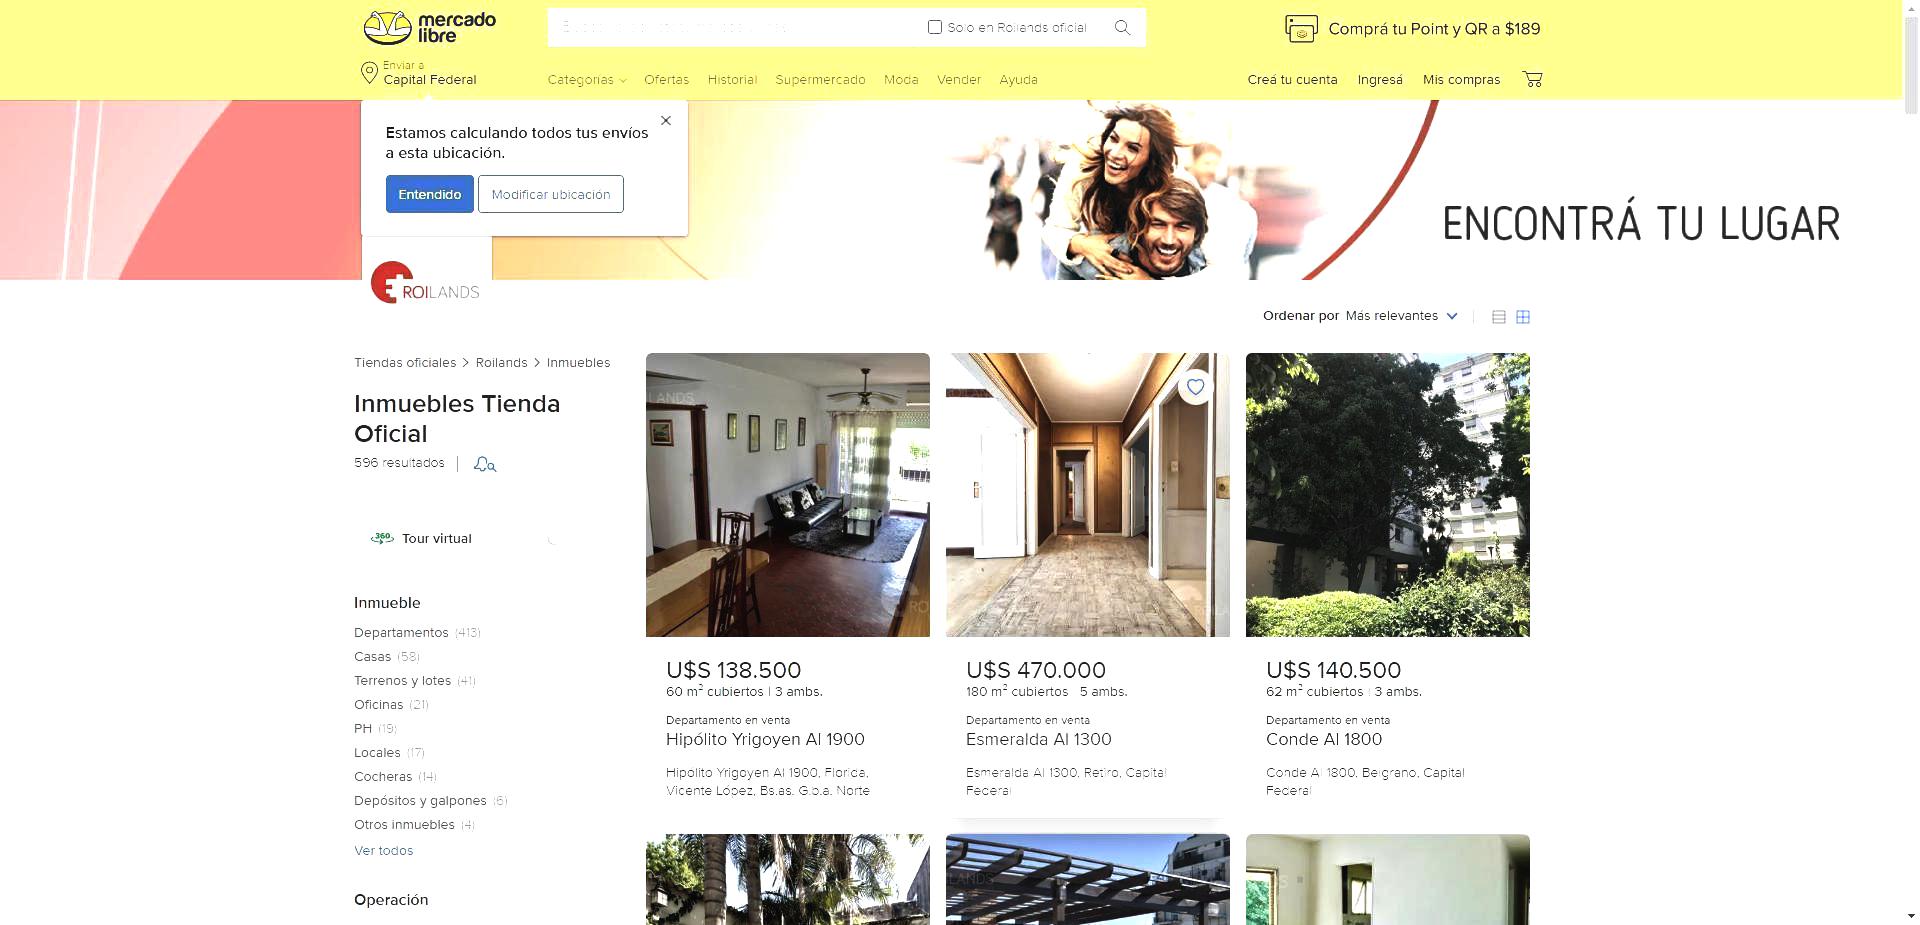 mercado
libre
Solo en Roilands oficial
Comprá tu Point y QR a $189
Enviar a
Capital Federal
Categorías Ofertas Historial Supermercado Moda Vender Ayuda
Creá tu cuenta Ingresá Mis compras
Estamos calculando todos tus envíos
a esta ubicación.
Entendido Modificar ubicación
ENCONTRÁ TU LUGAR
ROILANDS
Ordenar por Más relevantes
Tiendas oficiales > Roilands > Inmuebles
Inmuebles Tienda
Oficial
596 resultados
360 Tour virtual
Inmueble
Departamentos (413)
Casas (58)
Terrenos y lotes (41)
Oficinas (21)
PH (19)
Locales (17)
Cocheras (14)
Depósitos y galpones (6)
Otros inmuebles (4)
Ver todos
Operación
U$S 138.500
60 m² cubiertos | 3 ambs.
Departamento en venta
Hipólito Yrigoyen Al 1900
Hipólito Yrigoyen Al 1900, Florida,
Vicente López, Bs.as. G.b.a. Norte
U$S 470.000
180 m² cubiertos | 5 ambs.
Departamento en venta
Esmeralda Al 1300
Esmeralda Al 1300, Retiro, Capital
Federal
U$S 140.500
62 m² cubiertos | 3 ambs.
Departamento en venta
Conde Al 1800
Conde Al 1800, Belgrano, Capital
Federal